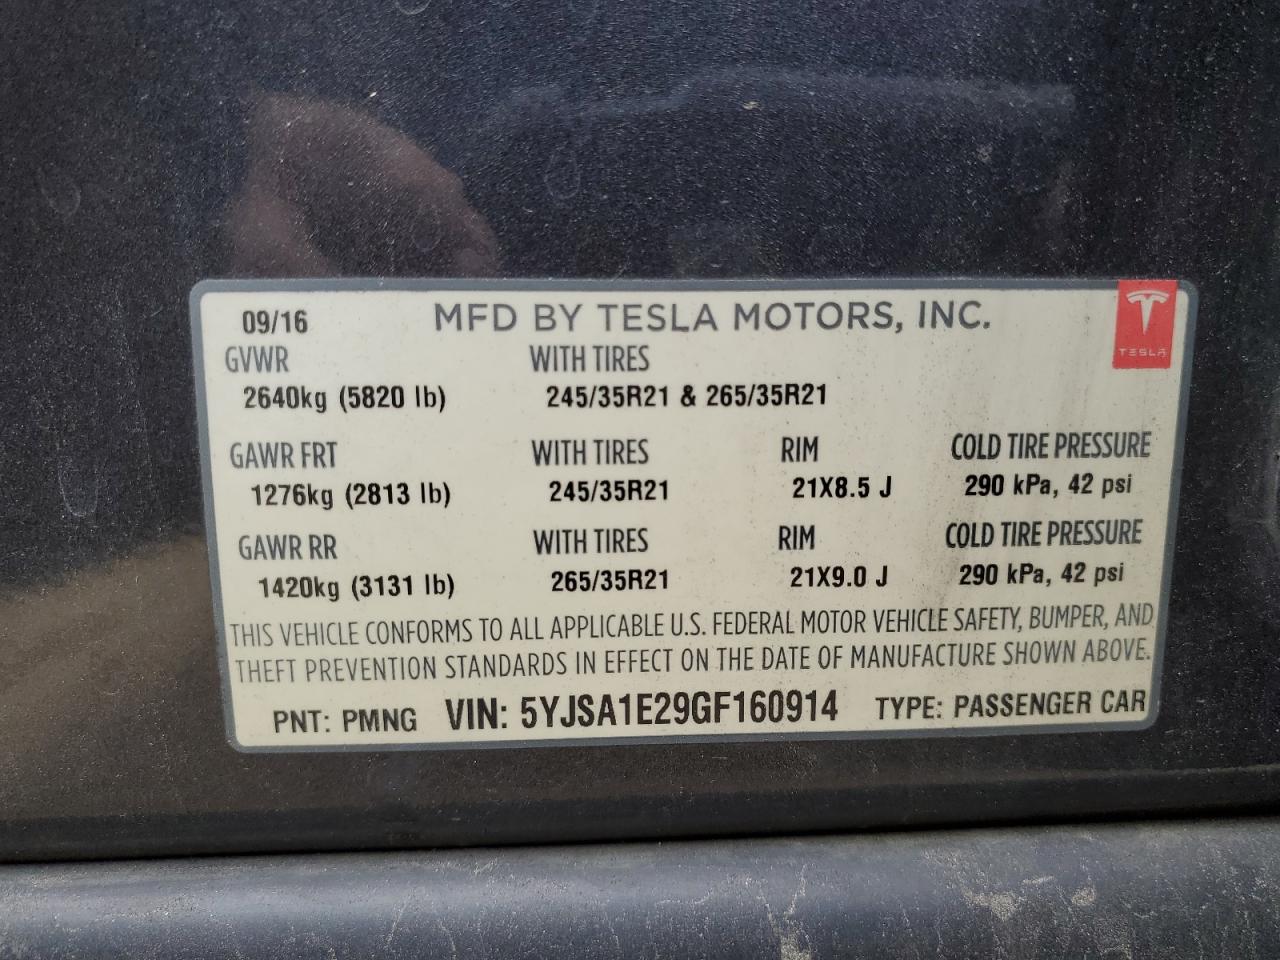 09/16 MFD BY TESLA MOTORS, INC.
TESLA
GVWR WITH TIRES
2640kg (5820 lb) 245/35R21 & 265/35R21
GAWR FRT WITH TIRES RIM COLD TIRE PRESSURE
1276kg (2813 lb) 245/35R21 21X8.5 J 290 kPa, 42 psi
GAWR RR WITH TIRES RIM COLD TIRE PRESSURE
1420kg (3131 lb) 265/35R21 21X9.0 J 290 kPa, 42 psi
THIS VEHICLE CONFORMS TO ALL APPLICABLE U.S. FEDERAL MOTOR VEHICLE SAFETY, BUMPER, AND
THEFT PREVENTION STANDARDS IN EFFECT ON THE DATE OF MANUFACTURE SHOWN ABOVE.
PNT: PMNG VIN: 5YJSA1E29GF160914 TYPE: PASSENGER CAR